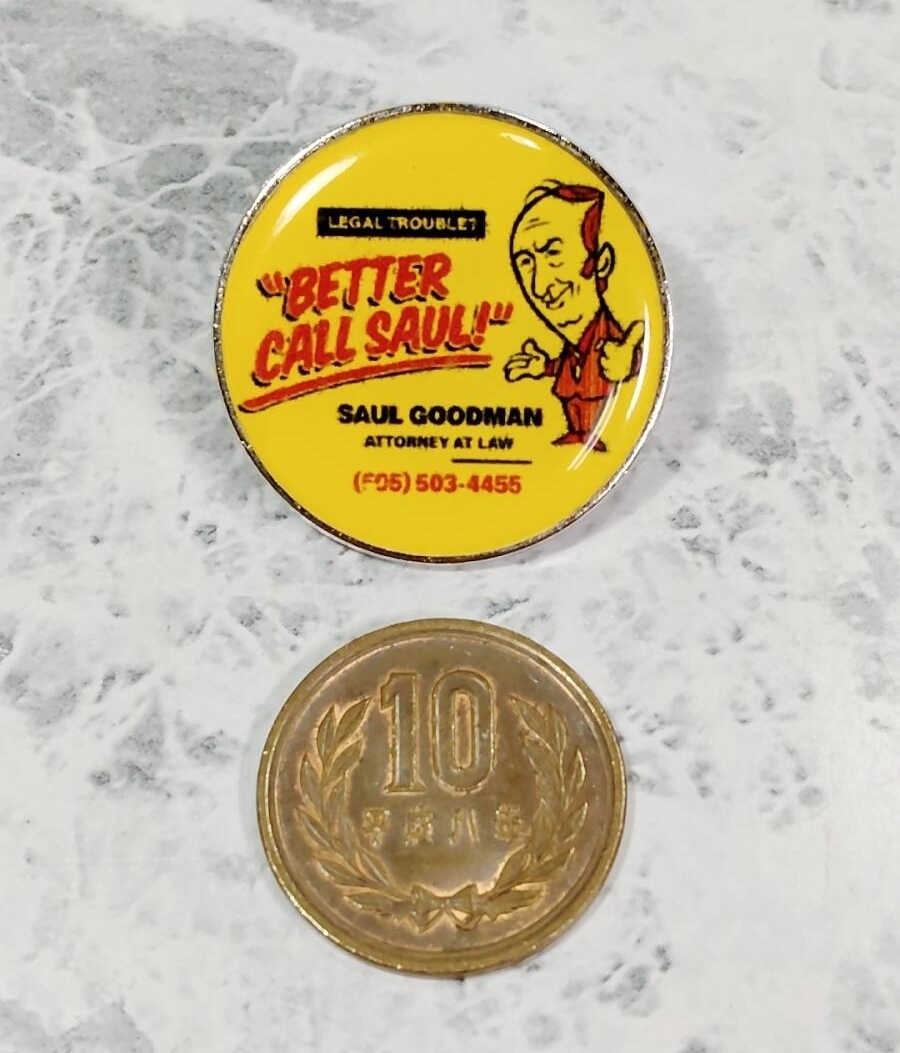 LEGAL TROUBLE?
"BETTER
CALL SAUL!"
SAUL GOODMAN
ATTORNEY AT LAW
(505) 503-4455
10
平成八年